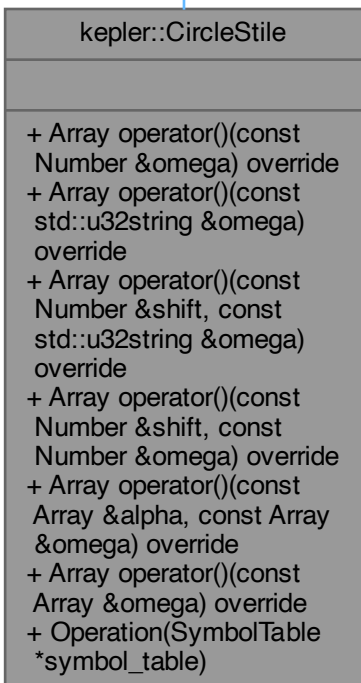 kepler::CircleStile
+ Array operator()(const
Number &omega) override
+ Array operator()(const
std::u32string &omega)
override
+ Array operator()(const
Number &shift, const
std::u32string &omega)
override
+ Array operator()(const
Number &shift, const
Number &omega) override
+ Array operator()(const
Array &alpha, const Array
&omega) override
+ Array operator()(const
Array &omega) override
+ Operation(SymbolTable
*symbol_table)